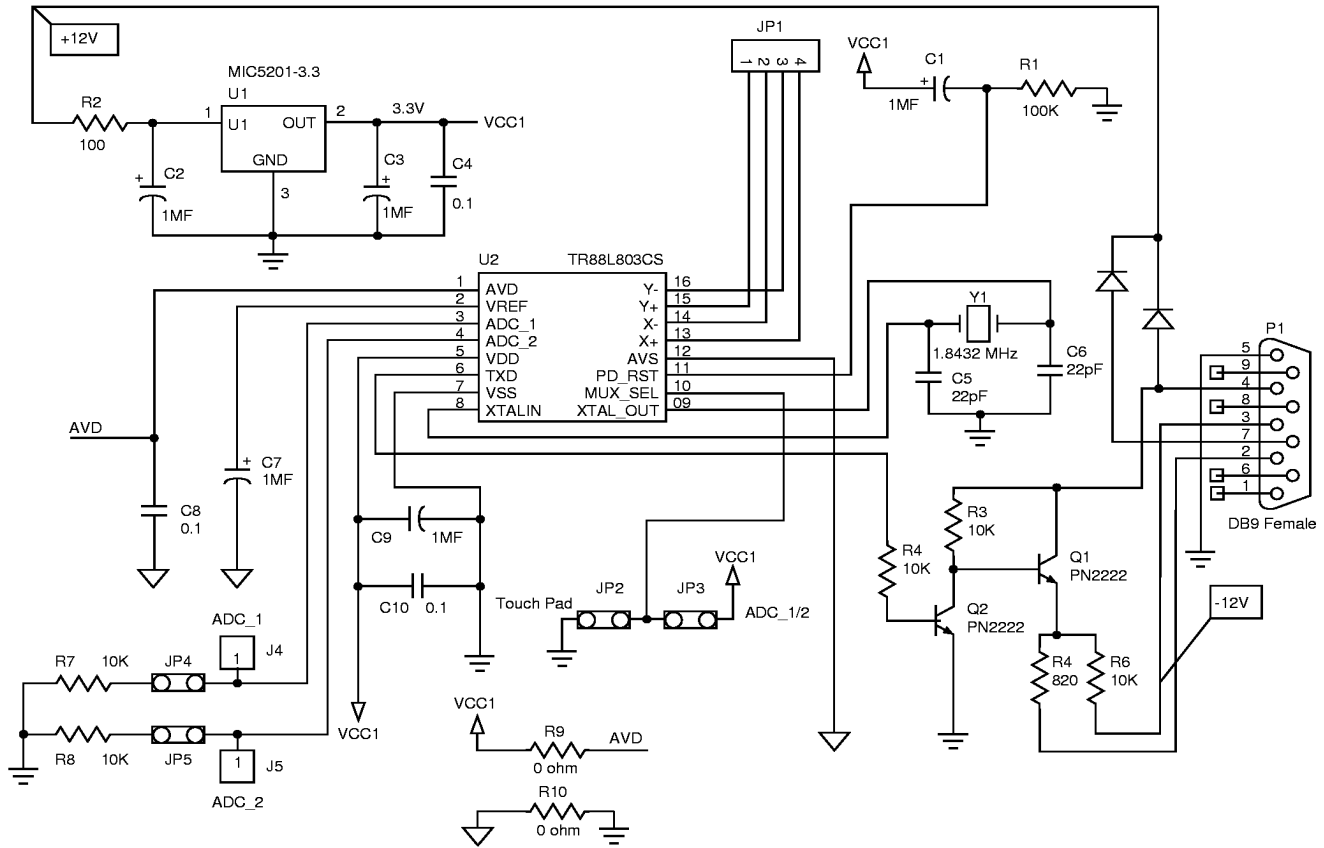 +12V
MIC5201-3.3
U1
R2
100
1
U1
OUT
2
GND
3
3.3V
VCC1
+
C2
1MF
C3
+
1MF
C4
0.1
JP1
1 2 3 4
VCC1
C1
+
1MF
R1
100K
U2
TR88L803CS
1 AVD
2 VREF
3 ADC_1
4 ADC_2
5 VDD
6 TXD
7 VSS
8 XTALIN
Y- 16
Y+ 15
X- 14
X+ 13
AVS 12
PD_RST 11
MUX_SEL 10
XTAL_OUT 09
Y1
1.8432 MHz
C5
22pF
C6
22pF
P1
5
9
4
8
3
7
2
6
1
DB9 Female
AVD
C8
0.1
+
C7
1MF
C9
1MF
C10
0.1
R4
10K
R3
10K
Q1
PN2222
Q2
PN2222
-12V
R4
820
R6
10K
Touch Pad
JP2
JP3
VCC1
ADC_1/2
ADC_1
1
J4
R7
10K
JP4
R8
10K
JP5
1
J5
ADC_2
VCC1
VCC1
R9
AVD
0 ohm
R10
0 ohm